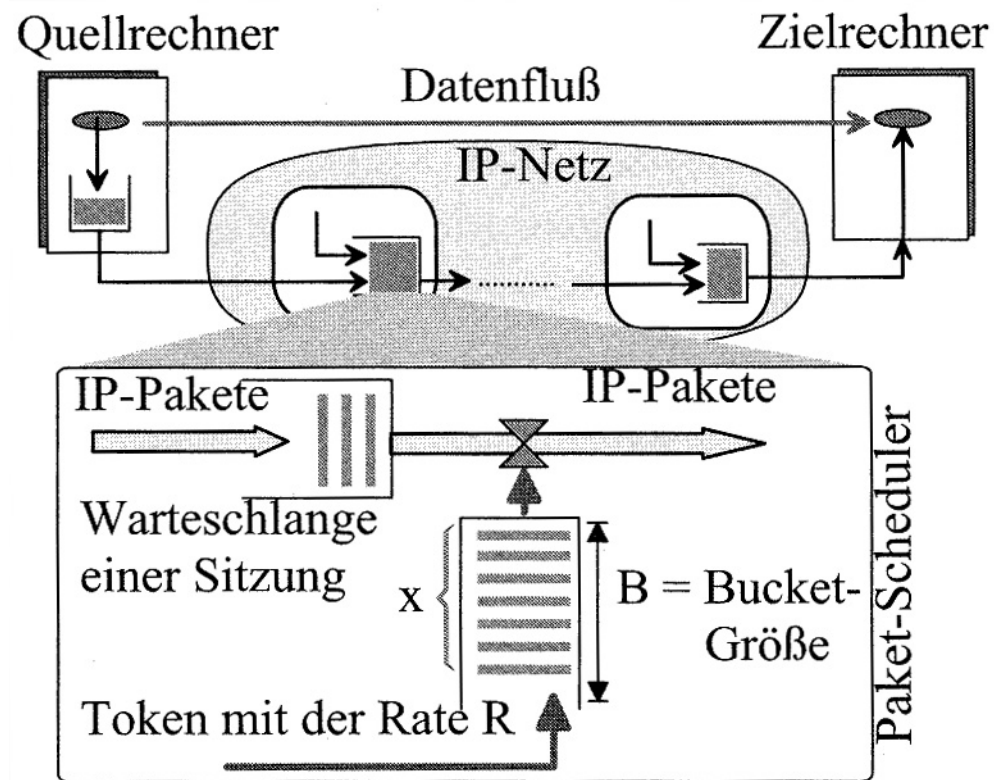 Quellrechner
Zielrechner
Datenfluß
IP-Netz
IP-Pakete
IP-Pakete
Warteschlange
einer Sitzung
x
B = Bucket-
Größe
Token mit der Rate R
Paket-Scheduler